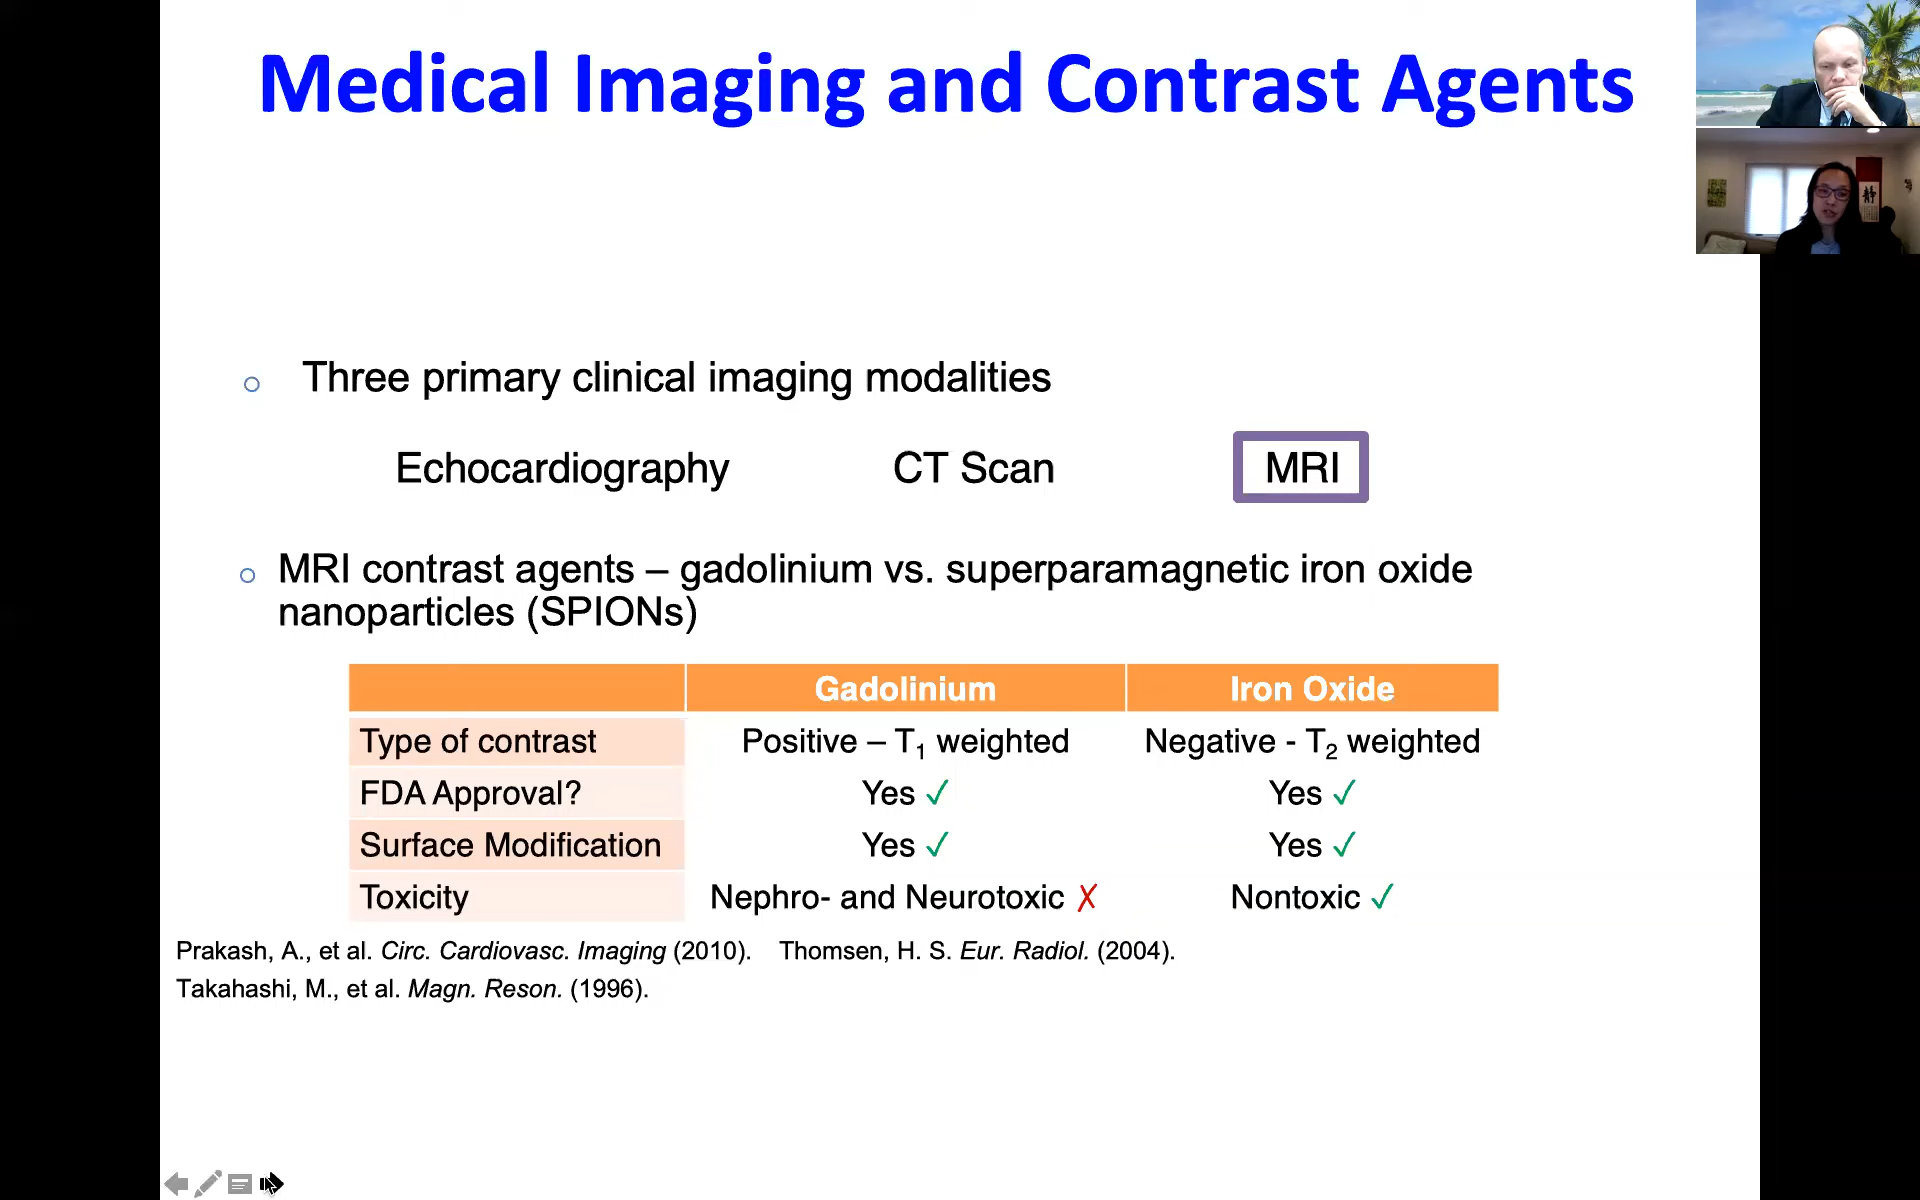 Medical Imaging and Contrast Agents
静
Three primary clinical imaging modalities
Echocardiography CT Scan MRI
MRI contrast agents – gadolinium vs. superparamagnetic iron oxide
nanoparticles (SPIONs)
Gadolinium Iron Oxide
Type of contrast Positive – T₁ weighted Negative - T₂ weighted
FDA Approval? Yes ✓ Yes ✓
Surface Modification Yes ✓ Yes ✓
Toxicity Nephro- and Neurotoxic ✗ Nontoxic ✓
Prakash, A., et al. Circ. Cardiovasc. Imaging (2010). Thomsen, H. S. Eur. Radiol. (2004).
Takahashi, M., et al. Magn. Reson. (1996).